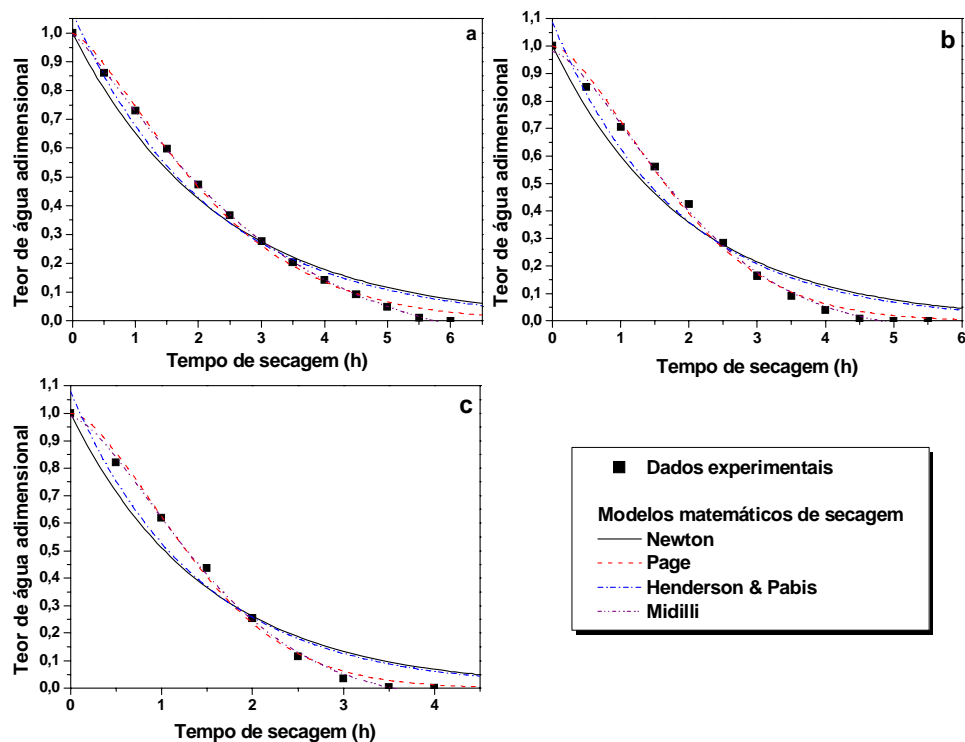 a
1,0
0,9
0,8
0,7
0,6
0,5
0,4
0,3
0,2
0,1
0,0
0 1 2 3 4 5 6
Teor de água adimensional
Tempo de secagem (h)
b
1,1
1,0
0,9
0,8
0,7
0,6
0,5
0,4
0,3
0,2
0,1
0,0
0 1 2 3 4 5 6
Teor de água adimensional
Tempo de secagem (h)
c
1,1
1,0
0,9
0,8
0,7
0,6
0,5
0,4
0,3
0,2
0,1
0,0
0 1 2 3 4
Teor de água adimensional
Tempo de secagem (h)
Dados experimentais
Modelos matemáticos de secagem
Newton
Page
Henderson & Pabis
Midilli